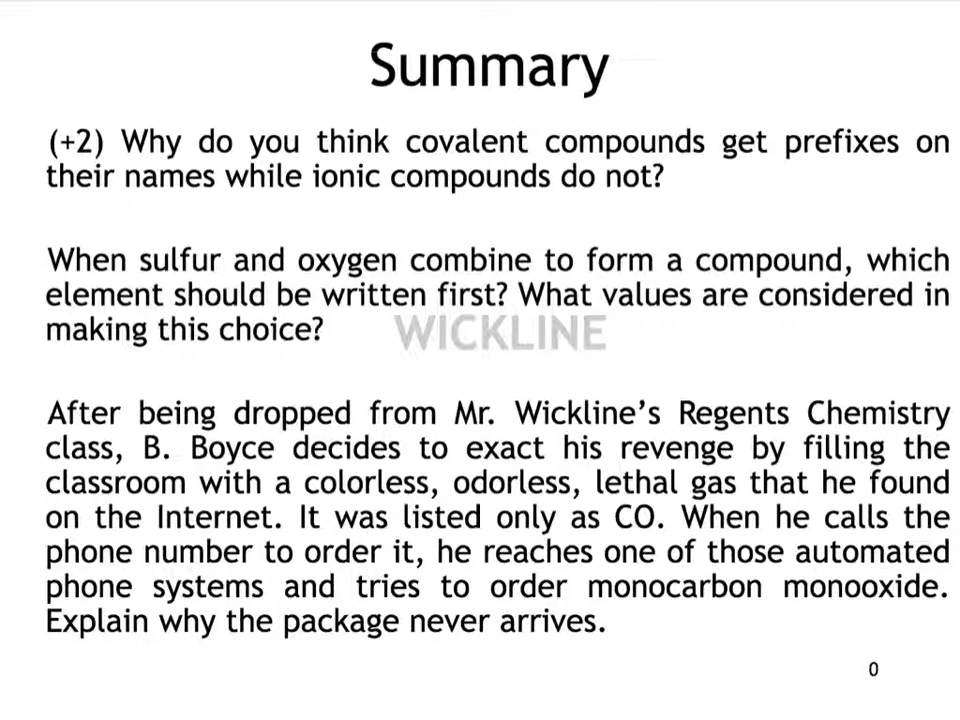 Summary
(+2) Why do you think covalent compounds get prefixes on
their names while ionic compounds do not?
When sulfur and oxygen combine to form a compound, which
element should be written first? What values are considered in
making this choice?
WICKLINE
After being dropped from Mr. Wickline’s Regents Chemistry
class, B. Boyce decides to exact his revenge by filling the
classroom with a colorless, odorless, lethal gas that he found
on the Internet. It was listed only as CO. When he calls the
phone number to order it, he reaches one of those automated
phone systems and tries to order monocarbon monooxide.
Explain why the package never arrives.
0